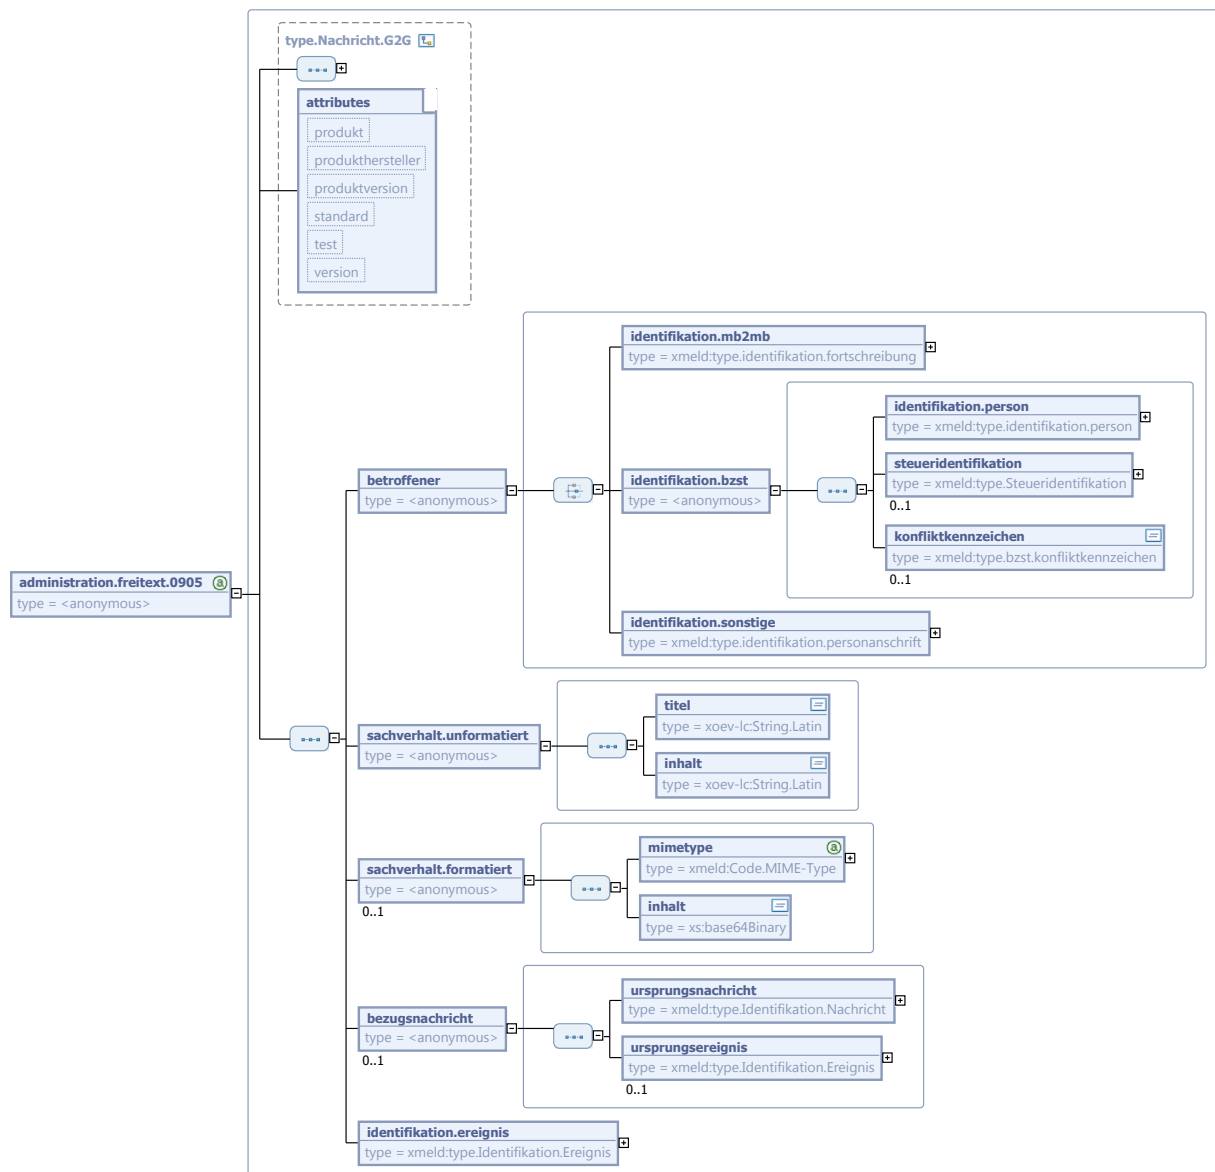 type.Nachricht.G2G
attributes
produkt
produkthersteller
produktversion
standard
test
version
identifikation.mb2mb
type = xmeld:type.identifikation.fortschreibung
identifikation.person
type = xmeld:type.identifikation.person
steueridentifikation
type = xmeld:type.Steueridentifikation
0..1
konfliktkennzeichen
type = xmeld:type.bzst.konfliktkennzeichen
0..1
betroffener
type = <anonymous>
identifikation.bzst
type = <anonymous>
identifikation.sonstige
type = xmeld:type.identifikation.personanschrift
administration.freitext.0905 a
type = <anonymous>
sachverhalt.unformatiert
type = <anonymous>
titel
type = xoev-lc:String.Latin
inhalt
type = xoev-lc:String.Latin
sachverhalt.formatiert
type = <anonymous>
0..1
mimetype a
type = xmeld:Code.MIME-Type
inhalt
type = xs:base64Binary
bezugsnachricht
type = <anonymous>
0..1
ursprungsnachricht
type = xmeld:type.Identifikation.Nachricht
ursprungsereignis
type = xmeld:type.Identifikation.Ereignis
0..1
identifikation.ereignis
type = xmeld:type.Identifikation.Ereignis